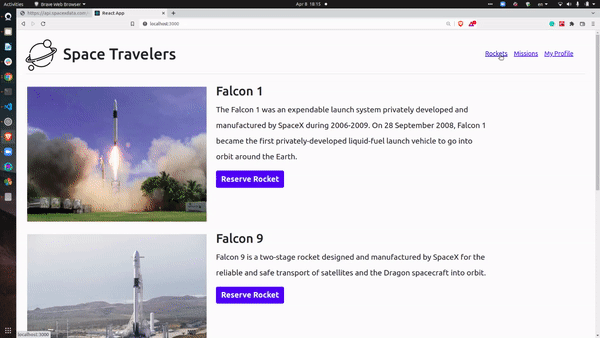 Activities
Brave Web Browser
Apr 8 18:15
en
https://api.spacexdata.com
React App
localhost:3000
Space Travelers
Rockets
Missions
My Profile
Falcon 1
The Falcon 1 was an expendable launch system privately developed and
manufactured by SpaceX during 2006-2009. On 28 September 2008, Falcon 1
became the first privately-developed liquid-fuel launch vehicle to go into
orbit around the Earth.
Reserve Rocket
Falcon 9
Falcon 9 is a two-stage rocket designed and manufactured by SpaceX for the
reliable and safe transport of satellites and the Dragon spacecraft into orbit.
Reserve Rocket
localhost:3000